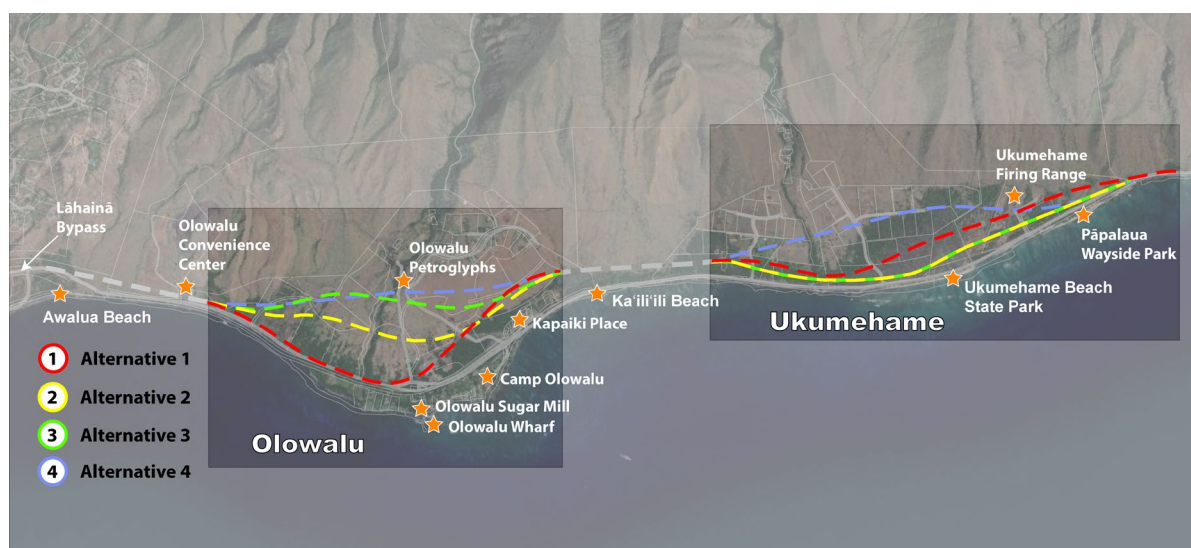 Lāhainā
Bypass
Olowalu
Convenience
Center
Awalua Beach
Olowalu
Petroglyphs
Kapaiki Place
Camp Olowalu
Olowalu Sugar Mill
Olowalu Wharf
Olowalu
Ka'ili'ili Beach
Ukumehame
Firing Range
Pāpalaua
Wayside Park
Ukumehame Beach
State Park
Ukumehame
1 Alternative 1
2 Alternative 2
3 Alternative 3
4 Alternative 4